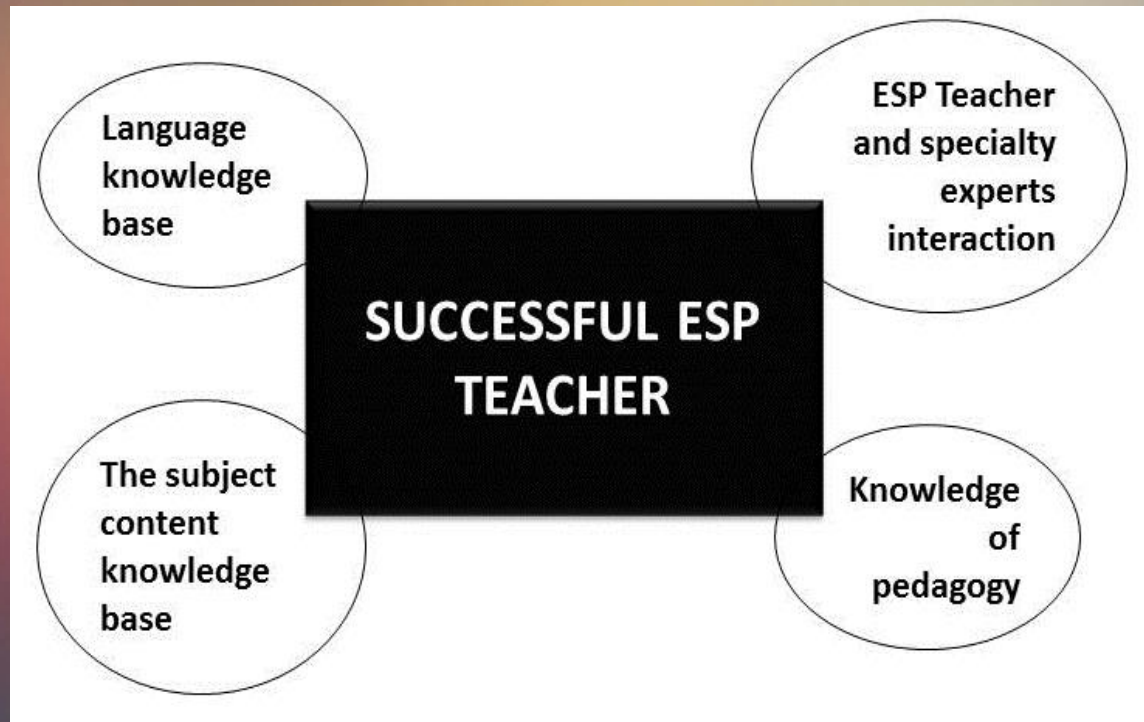 Language
knowledge
base
ESP Teacher
and specialty
experts
interaction
SUCCESSFUL ESP
TEACHER
The subject
content
knowledge
base
Knowledge
of
pedagogy